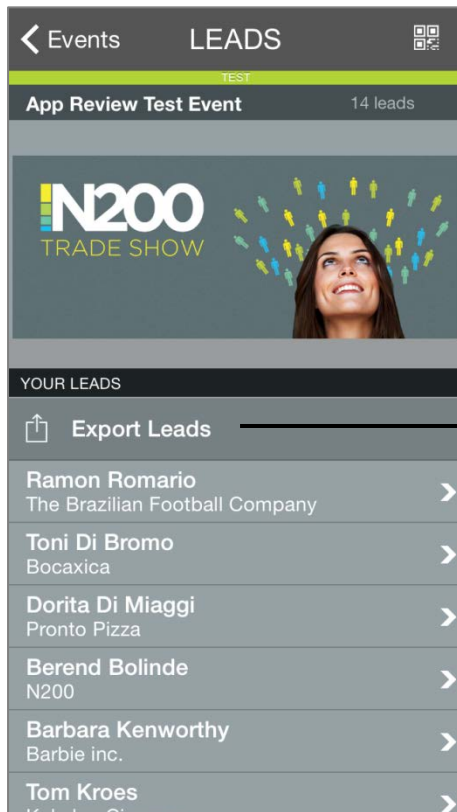 Events LEADS
TEST
App Review Test Event 14 leads
N200
TRADE SHOW
YOUR LEADS
Export Leads
Ramon Romario
The Brazilian Football Company
Toni Di Bromo
Bocaxica
Dorita Di Miaggi
Pronto Pizza
Berend Bolinde
N200
Barbara Kenworthy
Barbie inc.
Tom Kroes